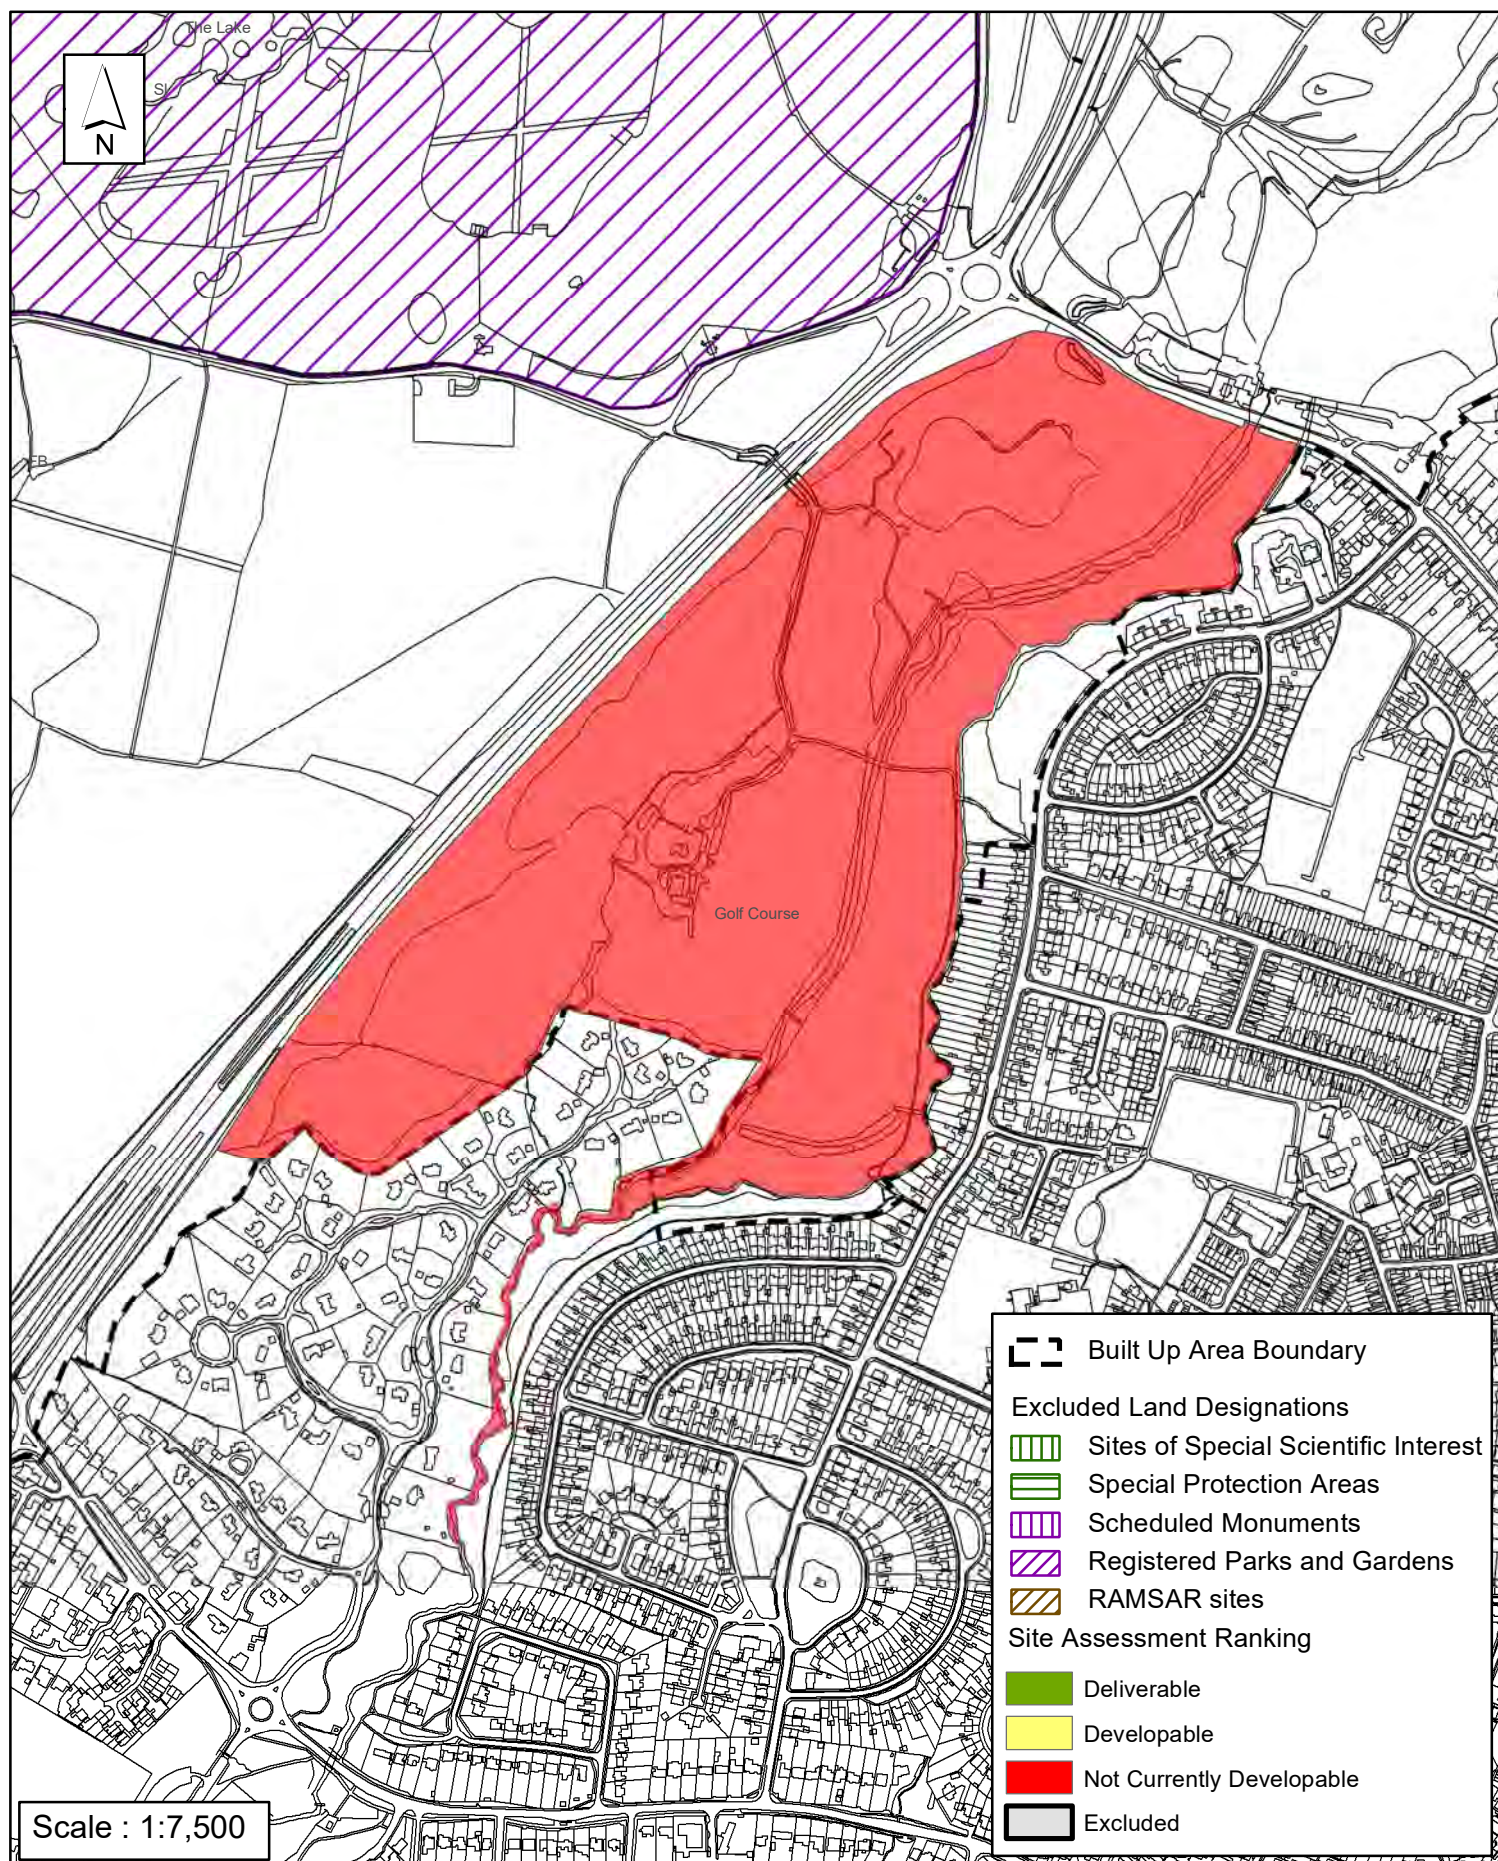 The Lake
SL
N
FB
Golf Course
Built Up Area Boundary
Excluded Land Designations
Sites of Special Scientific Interest
Special Protection Areas
Scheduled Monuments
Registered Parks and Gardens
RAMSAR sites
Site Assessment Ranking
Deliverable
Developable
Not Currently Developable
Excluded
Scale : 1:7,500